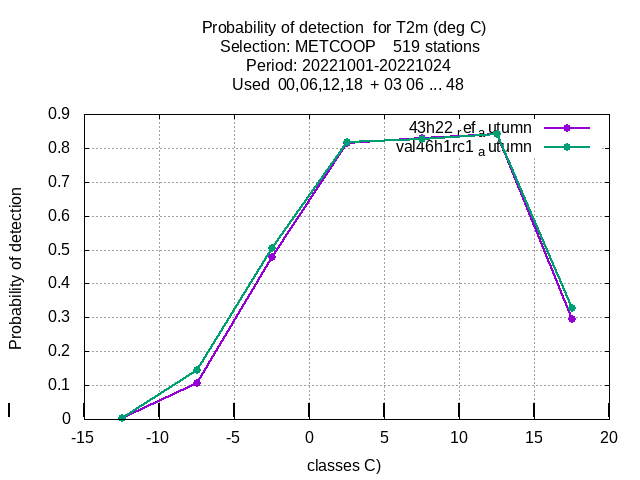 Probability of detection  for T2m (deg C)
Selection: METCOOP    519 stations
Period: 20221001-20221024
Used  00,06,12,18  + 03 06 ... 48
43h22_ref_autumn
val46h1rc1_autumn
Probability of detection
0.9
0.8
0.7
0.6
0.5
0.4
0.3
0.2
0.1
0
-15 -10 -5 0 5 10 15 20
classes C)